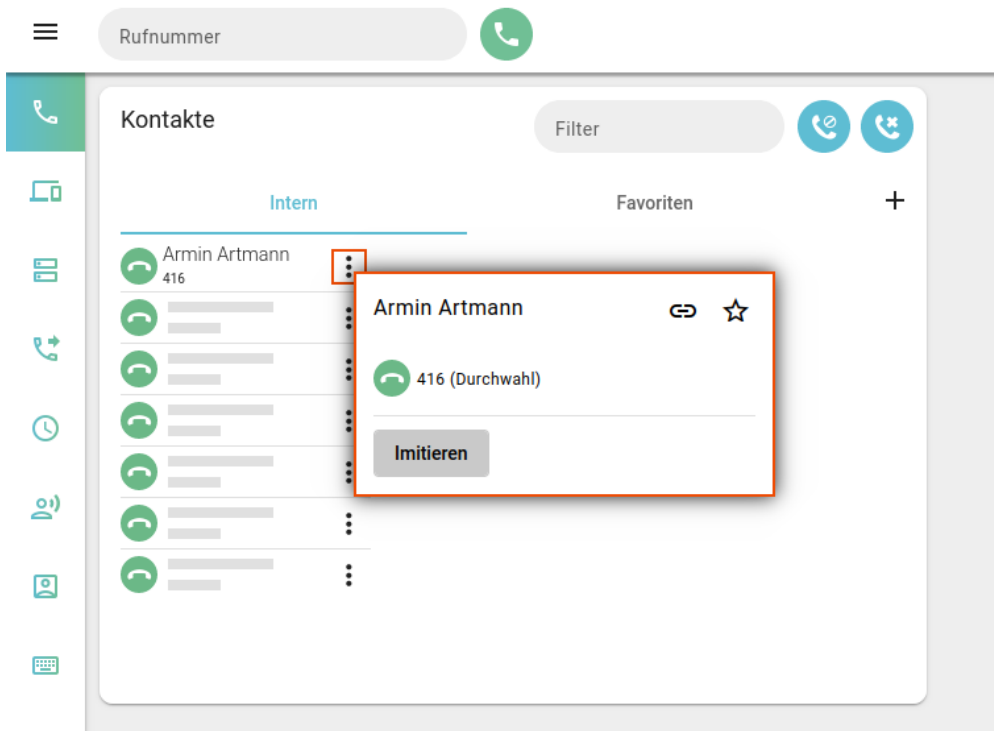 Rufnummer
Kontakte
Filter
Intern
Favoriten
Armin Artmann
416
Armin Artmann
416 (Durchwahl)
Imitieren